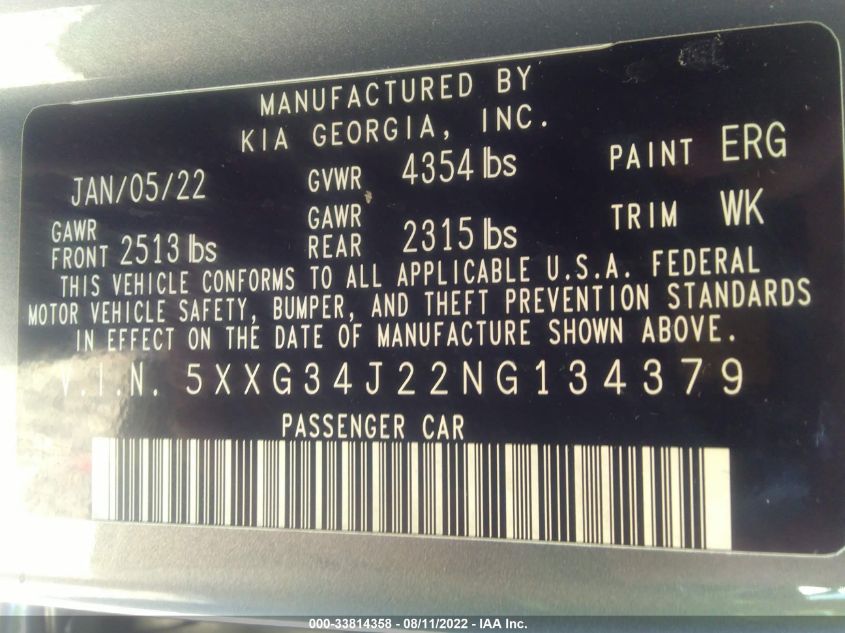 MANUFACTURED BY
KIA GEORGIA, INC.
JAN/05/22 GVWR 4354 lbs PAINT ERG
GAWR FRONT 2513 lbs GAWR REAR 2315 lbs TRIM WK
THIS VEHICLE CONFORMS TO ALL APPLICABLE U.S.A. FEDERAL
MOTOR VEHICLE SAFETY, BUMPER, AND THEFT PREVENTION STANDARDS
IN EFFECT ON THE DATE OF MANUFACTURE SHOWN ABOVE.
V.I.N. 5XXG34J22NG134379
PASSENGER CAR
000-33814358 - 08/11/2022 - IAA Inc.